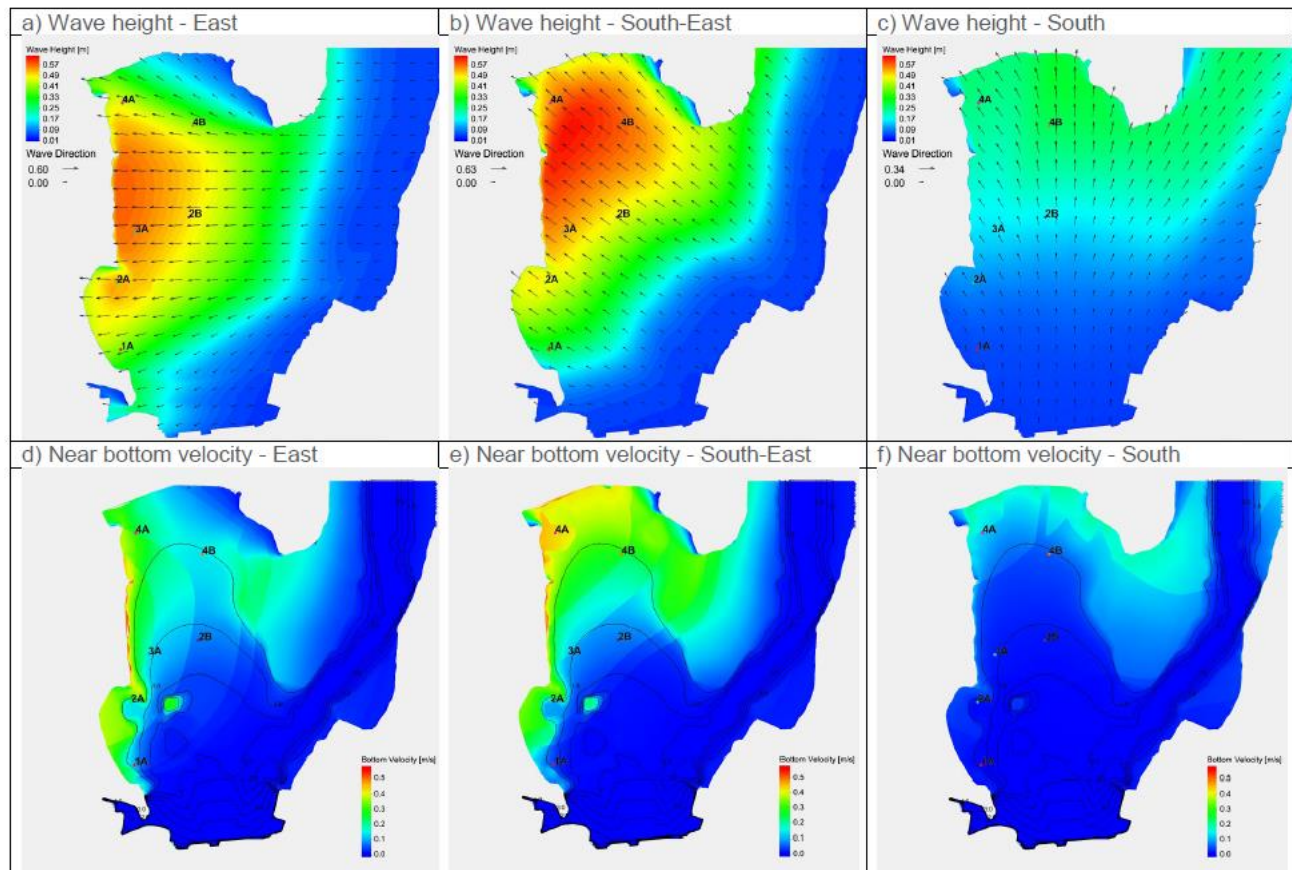 a) Wave height - East
Wave Height [m]
0.57
0.49
0.41
0.33
0.25
0.17
0.09
0.01
Wave Direction
0.60
0.00
4A
4B
2B
3A
2A
1A
b) Wave height - South-East
Wave Height [m]
0.57
0.49
0.41
0.33
0.25
0.17
0.09
0.01
Wave Direction
0.63
0.00
4A
4B
2B
3A
2A
1A
c) Wave height - South
Wave Height [m]
0.57
0.49
0.41
0.33
0.25
0.17
0.09
0.01
Wave Direction
0.34
0.00
4A
4B
2B
3A
2A
1A
d) Near bottom velocity - East
4A
4B
2B
3A
2A
1A
Bottom Velocity [m/s]
0.5
0.4
0.3
0.2
0.1
0.0
e) Near bottom velocity - South-East
4A
4B
2B
3A
2A
1A
Bottom Velocity [m/s]
0.5
0.4
0.3
0.2
0.1
0.0
f) Near bottom velocity - South
4A
4B
2B
3A
2A
1A
Bottom Velocity [m/s]
0.5
0.4
0.3
0.2
0.1
0.0